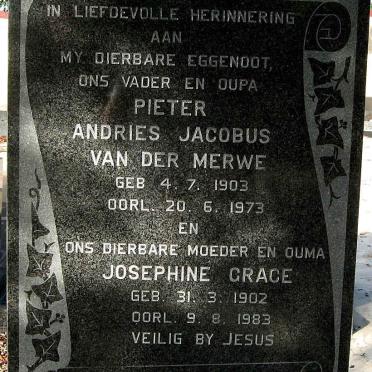 IN LIEFDEVOLLE HERINNERING
AAN
MY DIERBARE EGGENOOT,
ONS VADER EN OUPA
PIETER
ANDRIES JACOBUS
VAN DER MERWE
GEB 4. 7. 1903
OORL. 20. 6. 1973
EN
ONS DIERBARE MOEDER EN OUMA
JOSEPHINE GRACE
GEB. 31. 3. 1902
OORL. 9. 8. 1983
VEILIG BY JESUS